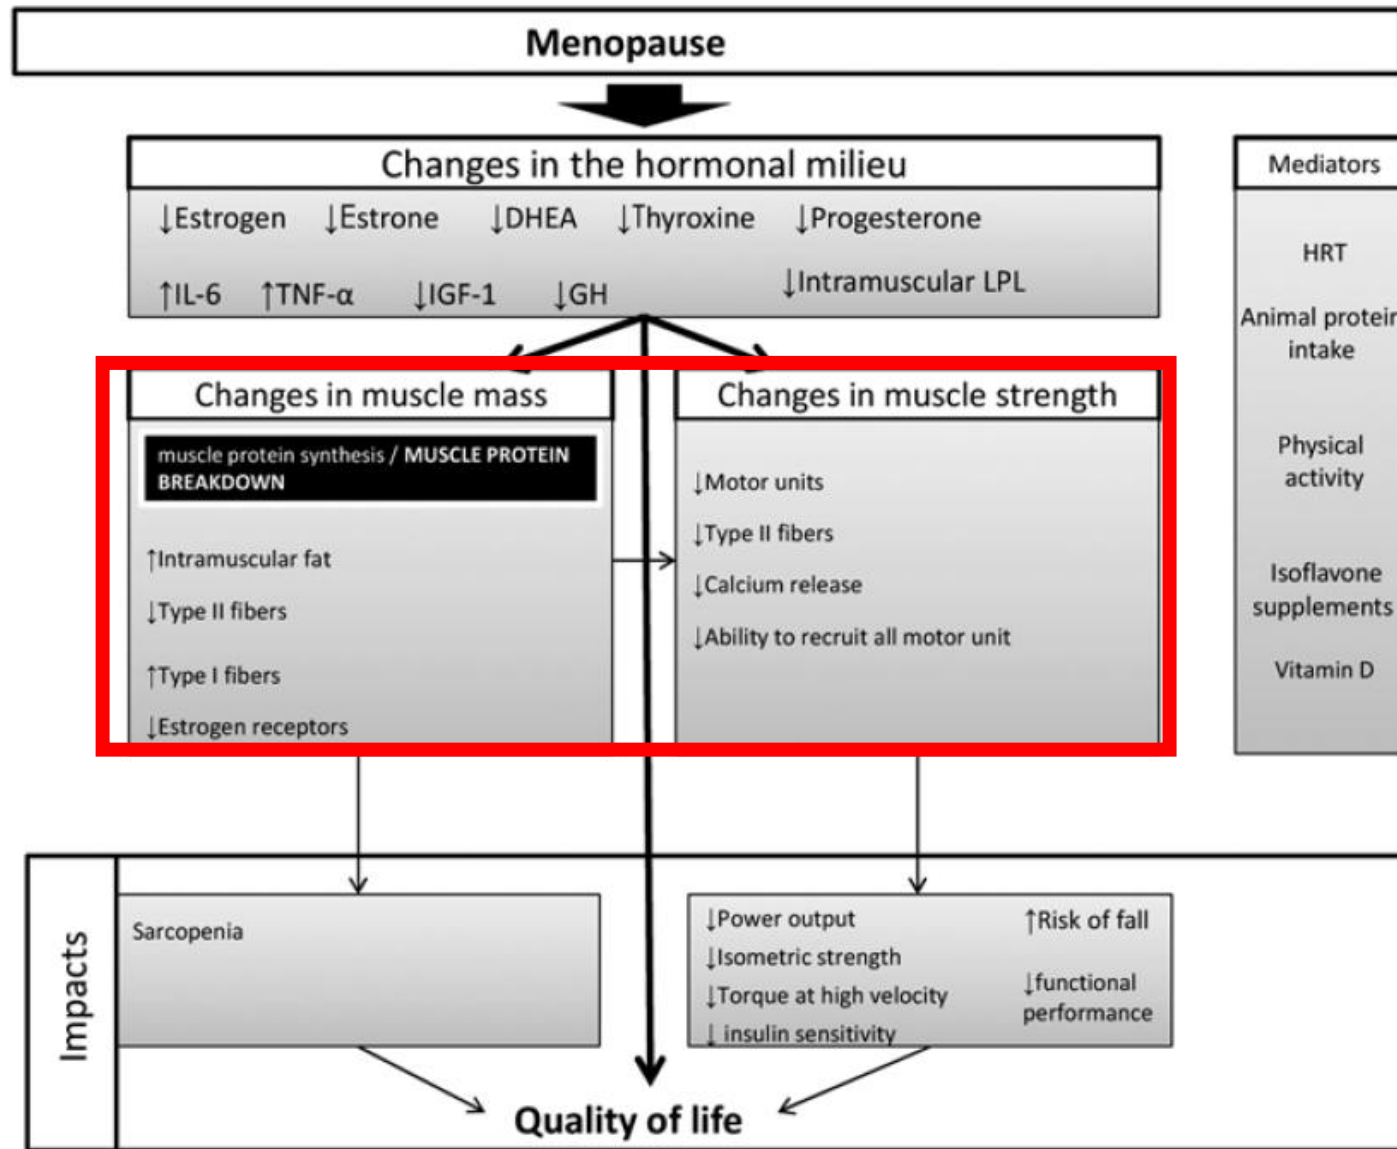 Menopause
Changes in the hormonal milieu
↓Estrogen ↓Estrone ↓DHEA ↓Thyroxine ↓Progesterone
↑IL-6 ↑TNF-α ↓IGF-1 ↓GH ↓Intramuscular LPL
Changes in muscle mass
muscle protein synthesis / MUSCLE PROTEIN
BREAKDOWN
↑Intramuscular fat
↓Type II fibers
↑Type I fibers
↓Estrogen receptors
Changes in muscle strength
↓Motor units
↓Type II fibers
↓Calcium release
↓Ability to recruit all motor unit
Mediators
HRT
Animal protein
intake
Physical
activity
Isoflavone
supplements
Vitamin D
Impacts
Sarcopenia
↓Power output
↓Isometric strength
↓Torque at high velocity
↓ insulin sensitivity
↑Risk of fall
↓functional
performance
Quality of life